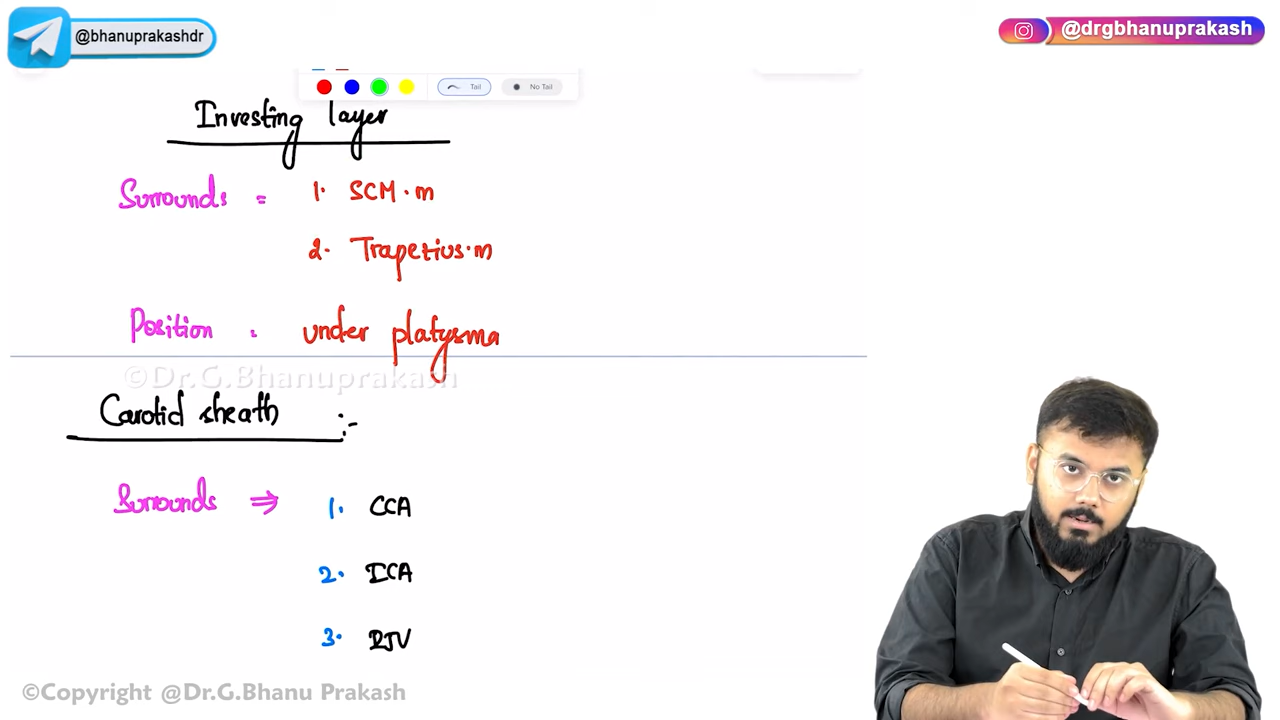 @bhanuprakashdr
@drgbhanuprakash
Tail
No Tail
Investing layer
Surrounds = 1. SCM.m
2. Trapetius.m
Position = under platysma
©Dr.G.Bhanuprakash
Carotid sheath :-
Surrounds ⇒ 1. CCA
2. ICA
3. IJV
©Copyright @Dr.G.Bhanu Prakash